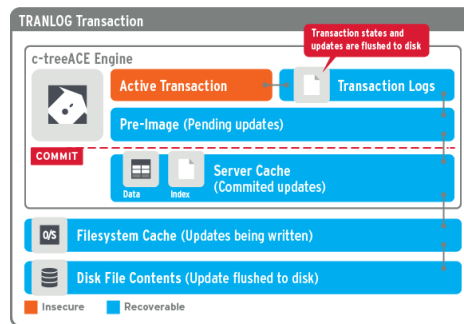 TRANLOG Transaction
Transaction states and
updates are flushed to disk
c-treeACE Engine
Active Transaction
Transaction Logs
Pre-Image (Pending updates)
COMMIT
Server Cache
(Commited updates)
Data
Index
O/S
Filesystem Cache (Updates being written)
Disk File Contents (Update flushed to disk)
Insecure
Recoverable